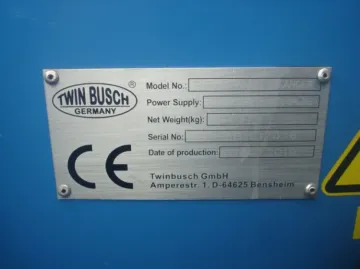 TWIN BUSCH
®
GERMANY
Model No.:
Power Supply.
Net Weight(kg):
Serial No.:
Date of production:
CE
Twinbusch GmbH
Amperestr. 1. D-64625 Bensheim